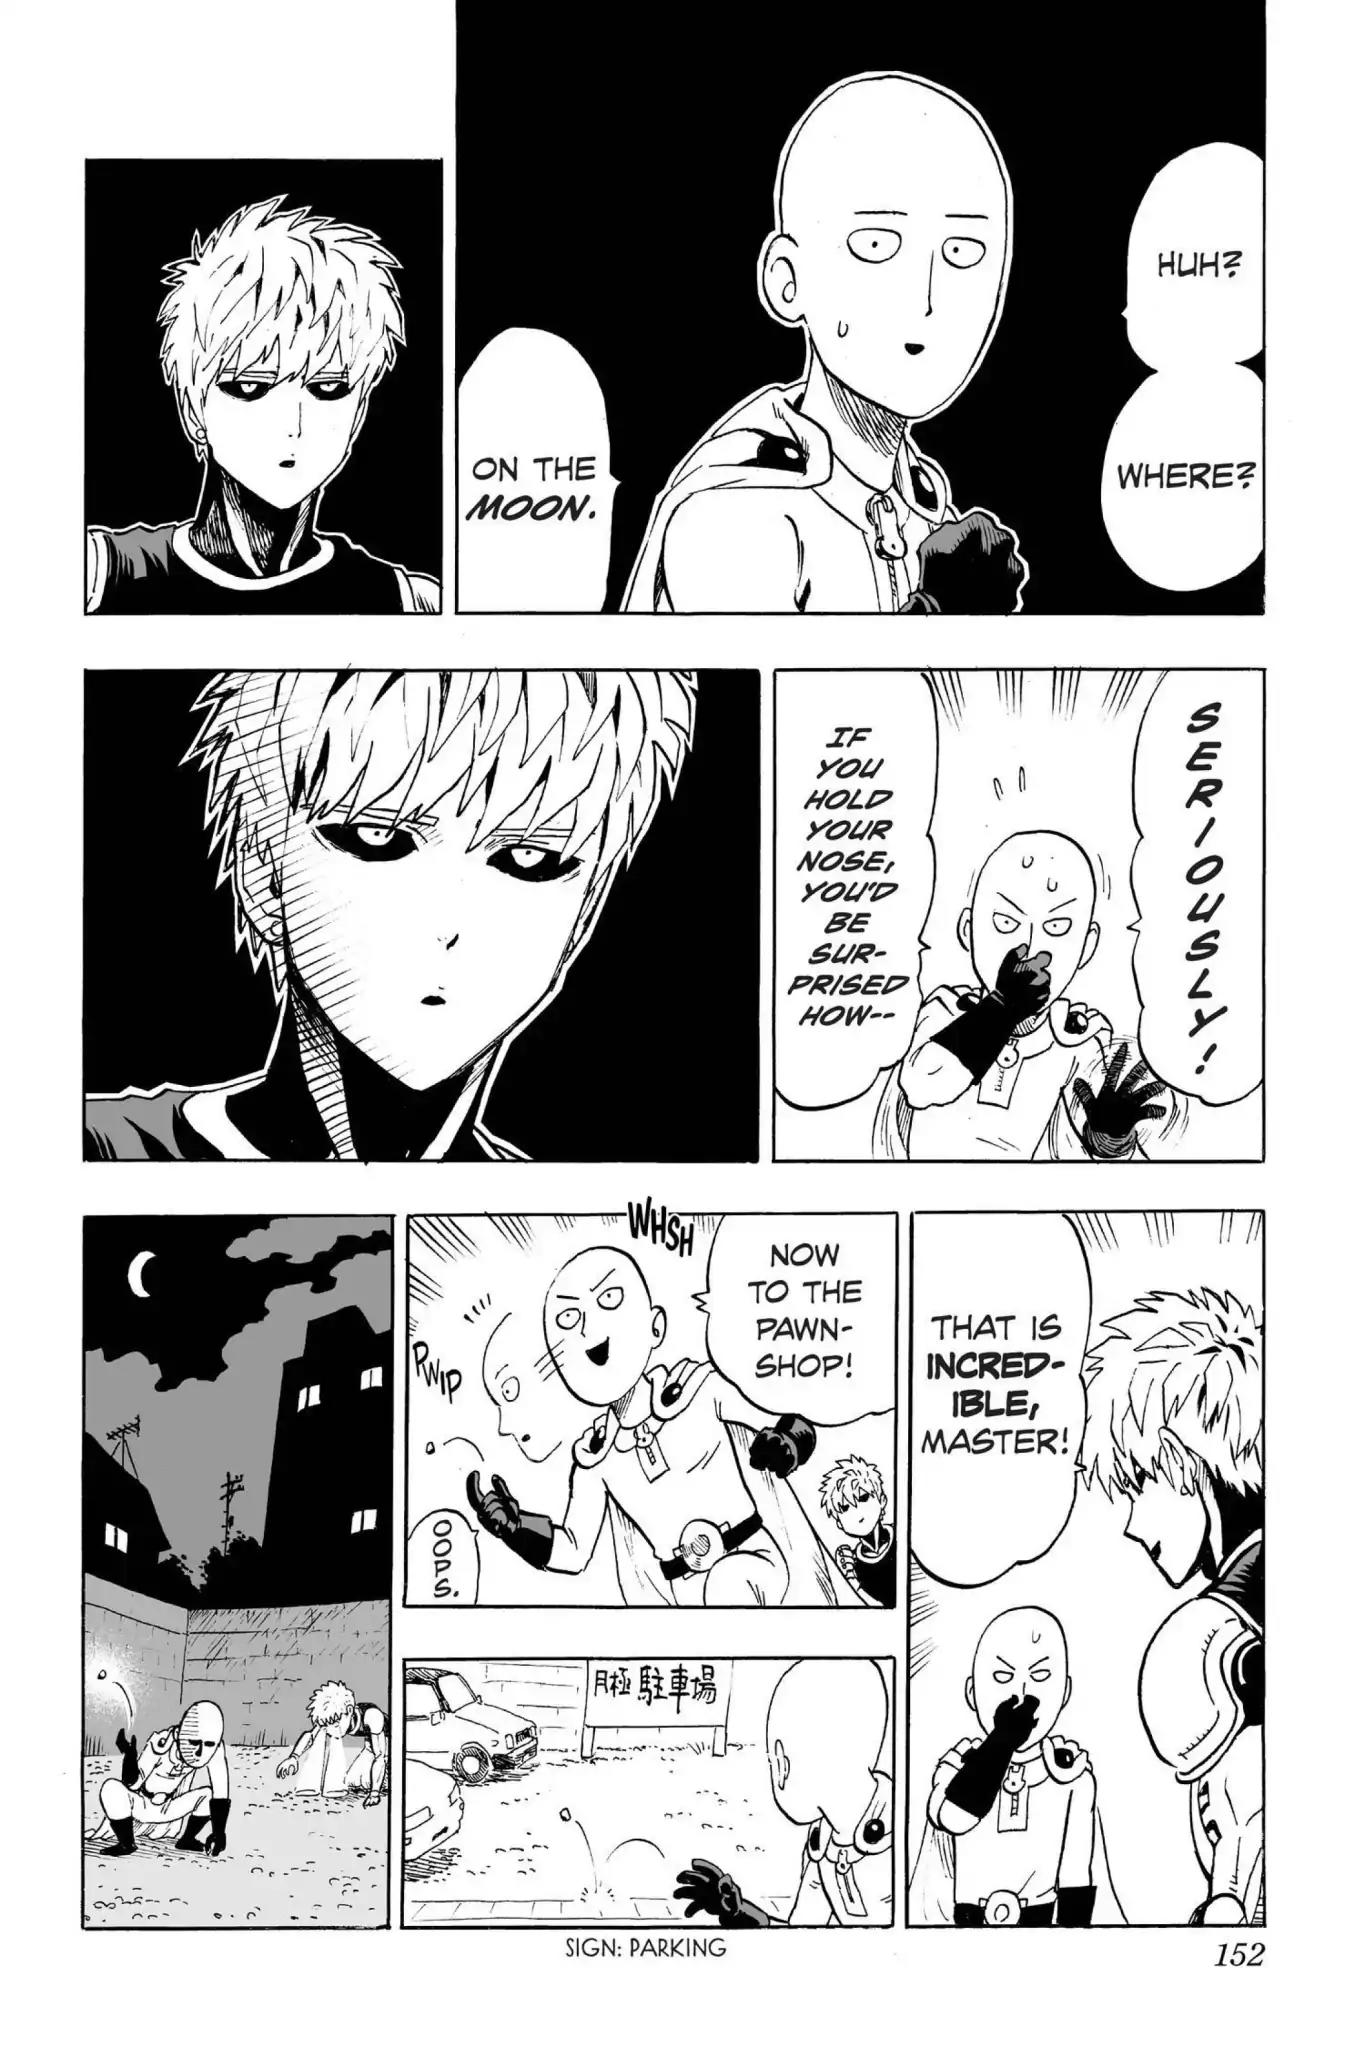 HUH?
WHERE?
ON THE
MOON.
SERIOUSLY!
IF
YOU
HOLD
YOUR
NOSE,
YOU'D
BE
SUR-
PRISED
HOW--
THAT IS
INCRED-
IBLE,
MASTER!
WHSH
NOW
TO THE
PAWN-
SHOP!
PWIP
OOPS.
月極駐車場
SIGN: PARKING
152